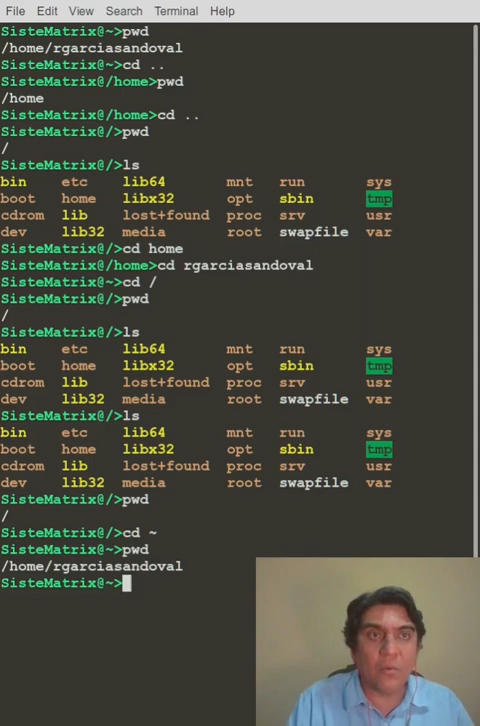 File Edit View Search Terminal Help
SisteMatrix@~>pwd
/home/rgarciasandoval
SisteMatrix@~>cd ..
SisteMatrix@/home>pwd
/home
SisteMatrix@/home>cd ..
SisteMatrix@/>pwd
/
SisteMatrix@/>ls
bin etc lib64 mnt run sys
boot home libx32 opt sbin tmp
cdrom lib lost+found proc srv usr
dev lib32 media root swapfile var
SisteMatrix@/>cd home
SisteMatrix@/home>cd rgarciasandoval
SisteMatrix@~>cd /
SisteMatrix@/>pwd
/
SisteMatrix@/>ls
bin etc lib64 mnt run sys
boot home libx32 opt sbin tmp
cdrom lib lost+found proc srv usr
dev lib32 media root swapfile var
SisteMatrix@/>ls
bin etc lib64 mnt run sys
boot home libx32 opt sbin tmp
cdrom lib lost+found proc srv usr
dev lib32 media root swapfile var
SisteMatrix@/>pwd
/
SisteMatrix@/>cd ~
SisteMatrix@~>pwd
/home/rgarciasandoval
SisteMatrix@~>